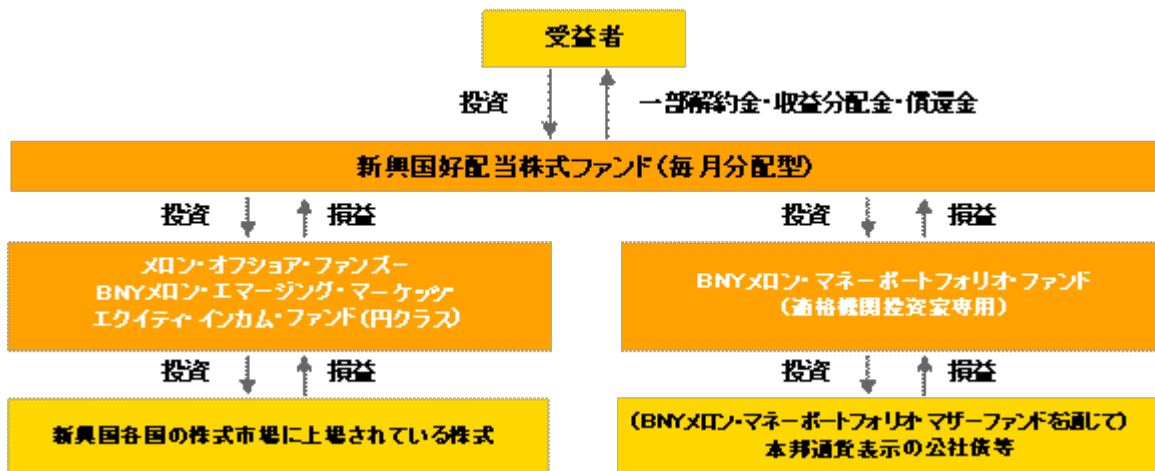 受益者
投資 一部解約金・収益分配金・償還金
新興国好配当株式ファンド(毎月分配型)
投資 損益 投資 損益
メロン・オフショア・ファンズー
BNYメロン・エマージング・マーケッツ・
エクイティ・インカム・ファンド(円クラス)
BNYメロン・マネーポートフォリオ・ファンド
(適格機関投資家専用)
投資 損益 投資 損益
新興国各国の株式市場に上場されている株式
(BNYメロン・マネーポートフォリオ・マザーファンドを通じて)
本邦通貨表示の公社債等